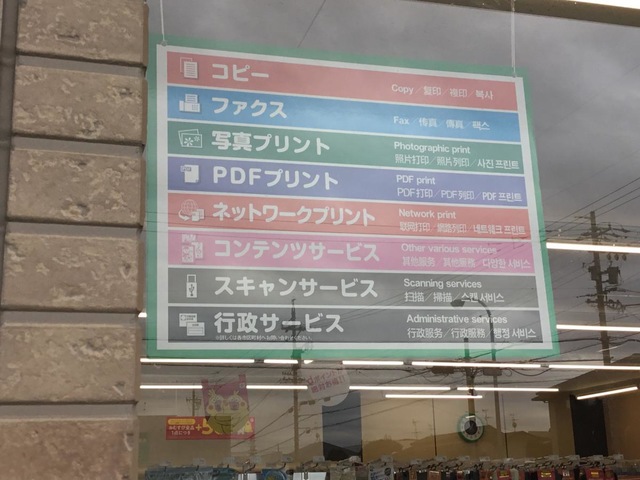 コピー
Copy／复印／複印／복사
ファクス
Fax／传真／傳真／팩스
写真プリント
Photographic print
照片打印／照片列印／사진 프린트
PDFプリント
PDF print
PDF打印／PDF列印／PDF 프린트
ネットワークプリント
Network print
联网打印／網路列印／네트워크 프린트
コンテンツサービス
Other various services
其他服务／其他服務／다양한 서비스
スキャンサービス
Scanning services
扫描／掃描／스캔 서비스
行政サービス
Administrative services
行政服务／行政服務／행정 서비스